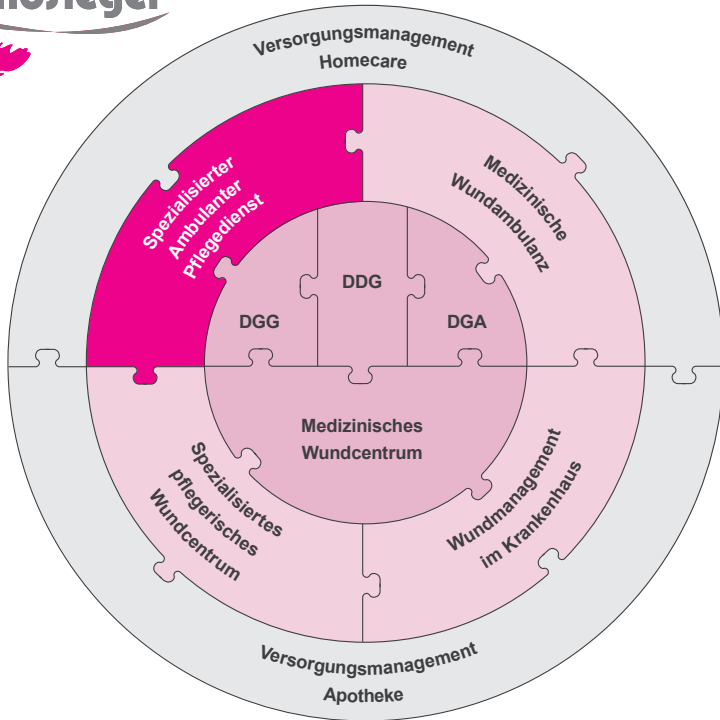 Versorgungsmanagement
Homecare
Spezialisierter
Ambulanter
Pflegedienst
Medizinische
Wundambulanz
DGG
DDG
DGA
Medizinisches
Wundcentrum
Spezialisiertes
pflegerisches
Wundcentrum
Wundmanagement
im Krankenhaus
Versorgungsmanagement
Apotheke